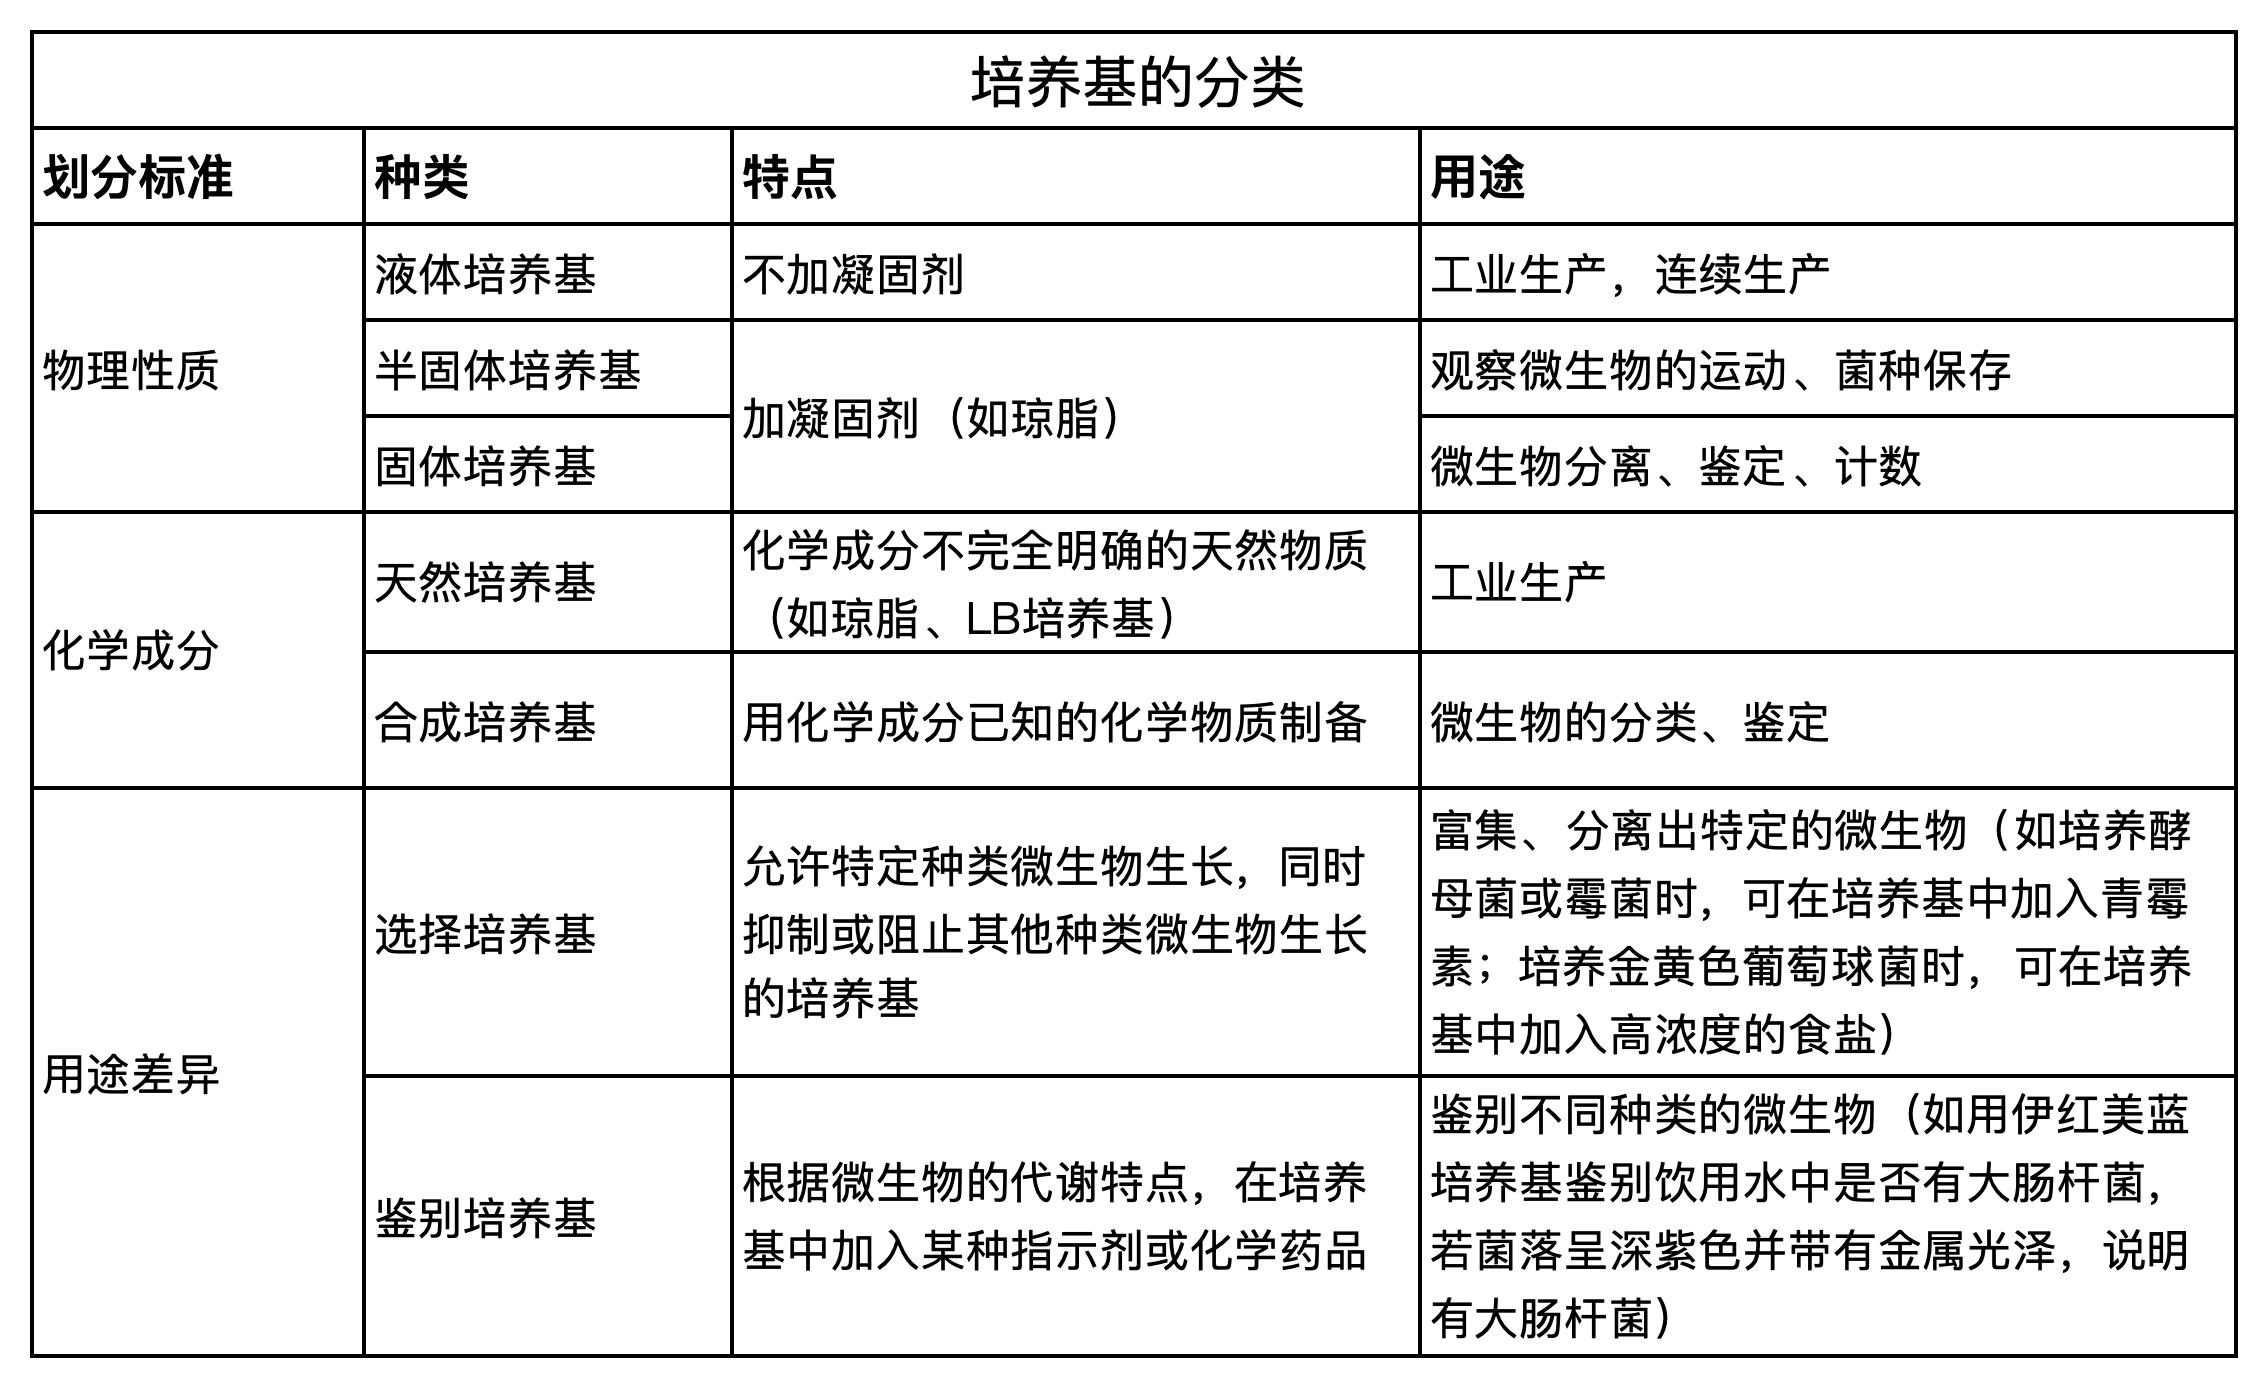 培养基的分类
划分标准
种类
特点
用途
物理性质
液体培养基
不加凝固剂
工业生产，连续生产
半固体培养基
加凝固剂（如琼脂）
观察微生物的运动、菌种保存
固体培养基
微生物分离、鉴定、计数
化学成分
天然培养基
化学成分不完全明确的天然物质
（如琼脂、LB培养基）
工业生产
合成培养基
用化学成分已知的化学物质制备
微生物的分类、鉴定
用途差异
选择培养基
允许特定种类微生物生长，同时
抑制或阻止其他种类微生物生长
的培养基
富集、分离出特定的微生物（如培养酵
母菌或霉菌时，可在培养基中加入青霉
素；培养金黄色葡萄球菌时，可在培养
基中加入高浓度的食盐）
鉴别培养基
根据微生物的代谢特点，在培养
基中加入某种指示剂或化学药品
鉴别不同种类的微生物（如用伊红美蓝
培养基鉴别饮用水中是否有大肠杆菌，
若菌落呈深紫色并带有金属光泽，说明
有大肠杆菌）